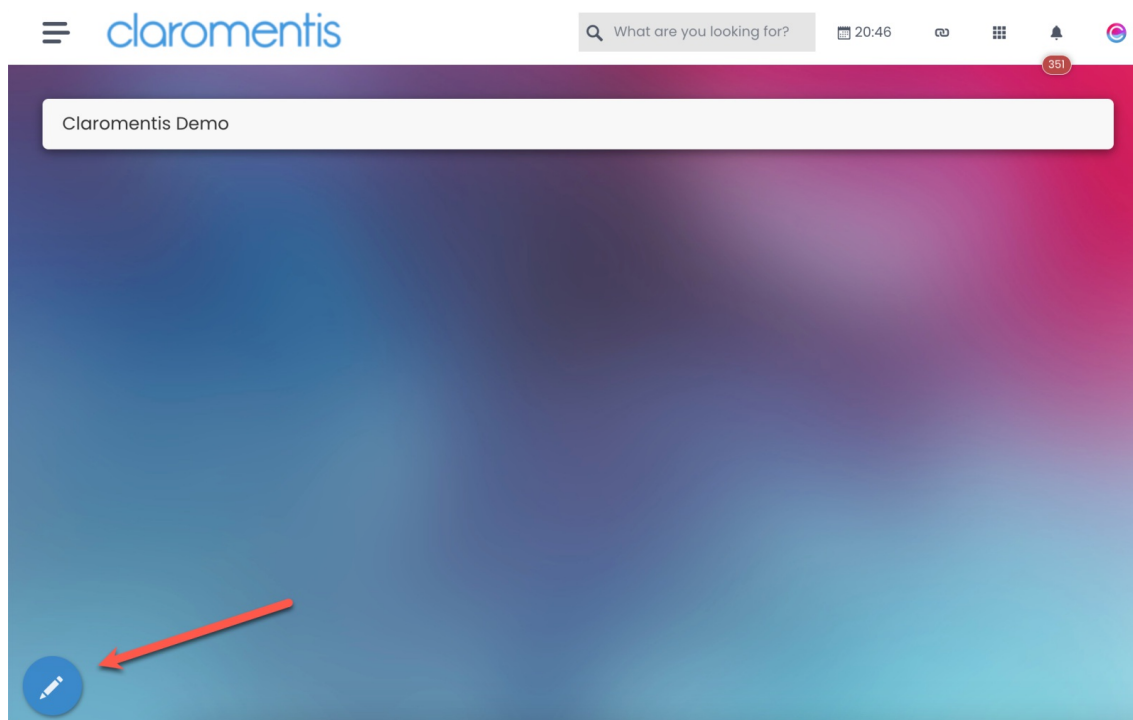 claromentis
What are you looking for?
20:46
351
Claromentis Demo